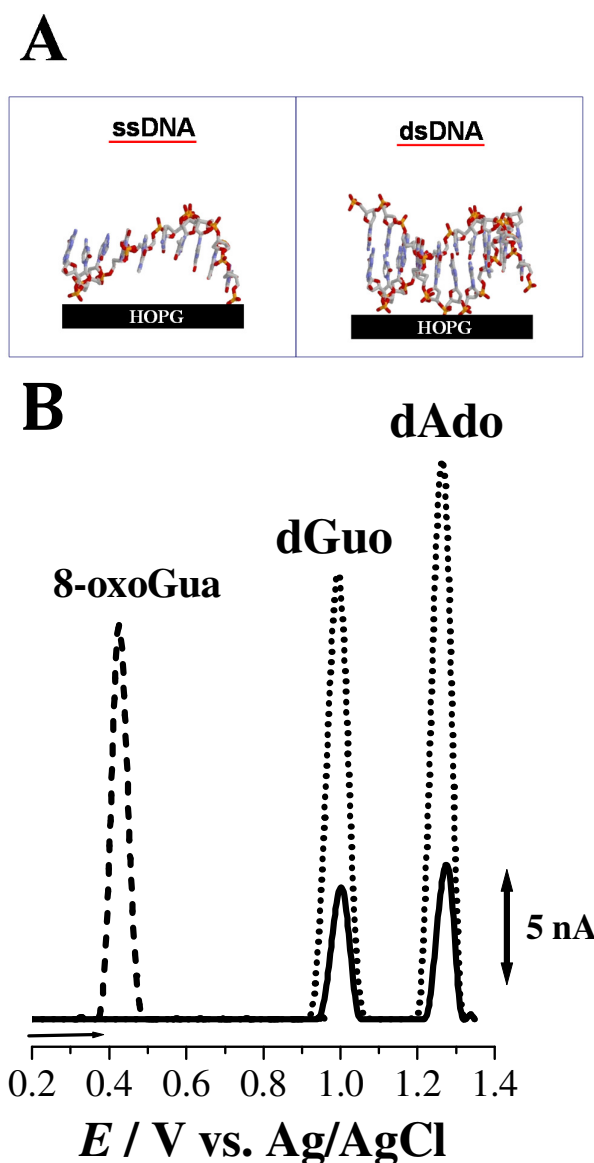 A
ssDNA
dsDNA
HOPG
HOPG
B
dAdo
dGuo
8-oxoGua
5 nA
0.2 0.4 0.6 0.8 1.0 1.2 1.4
E / V vs. Ag/AgCl